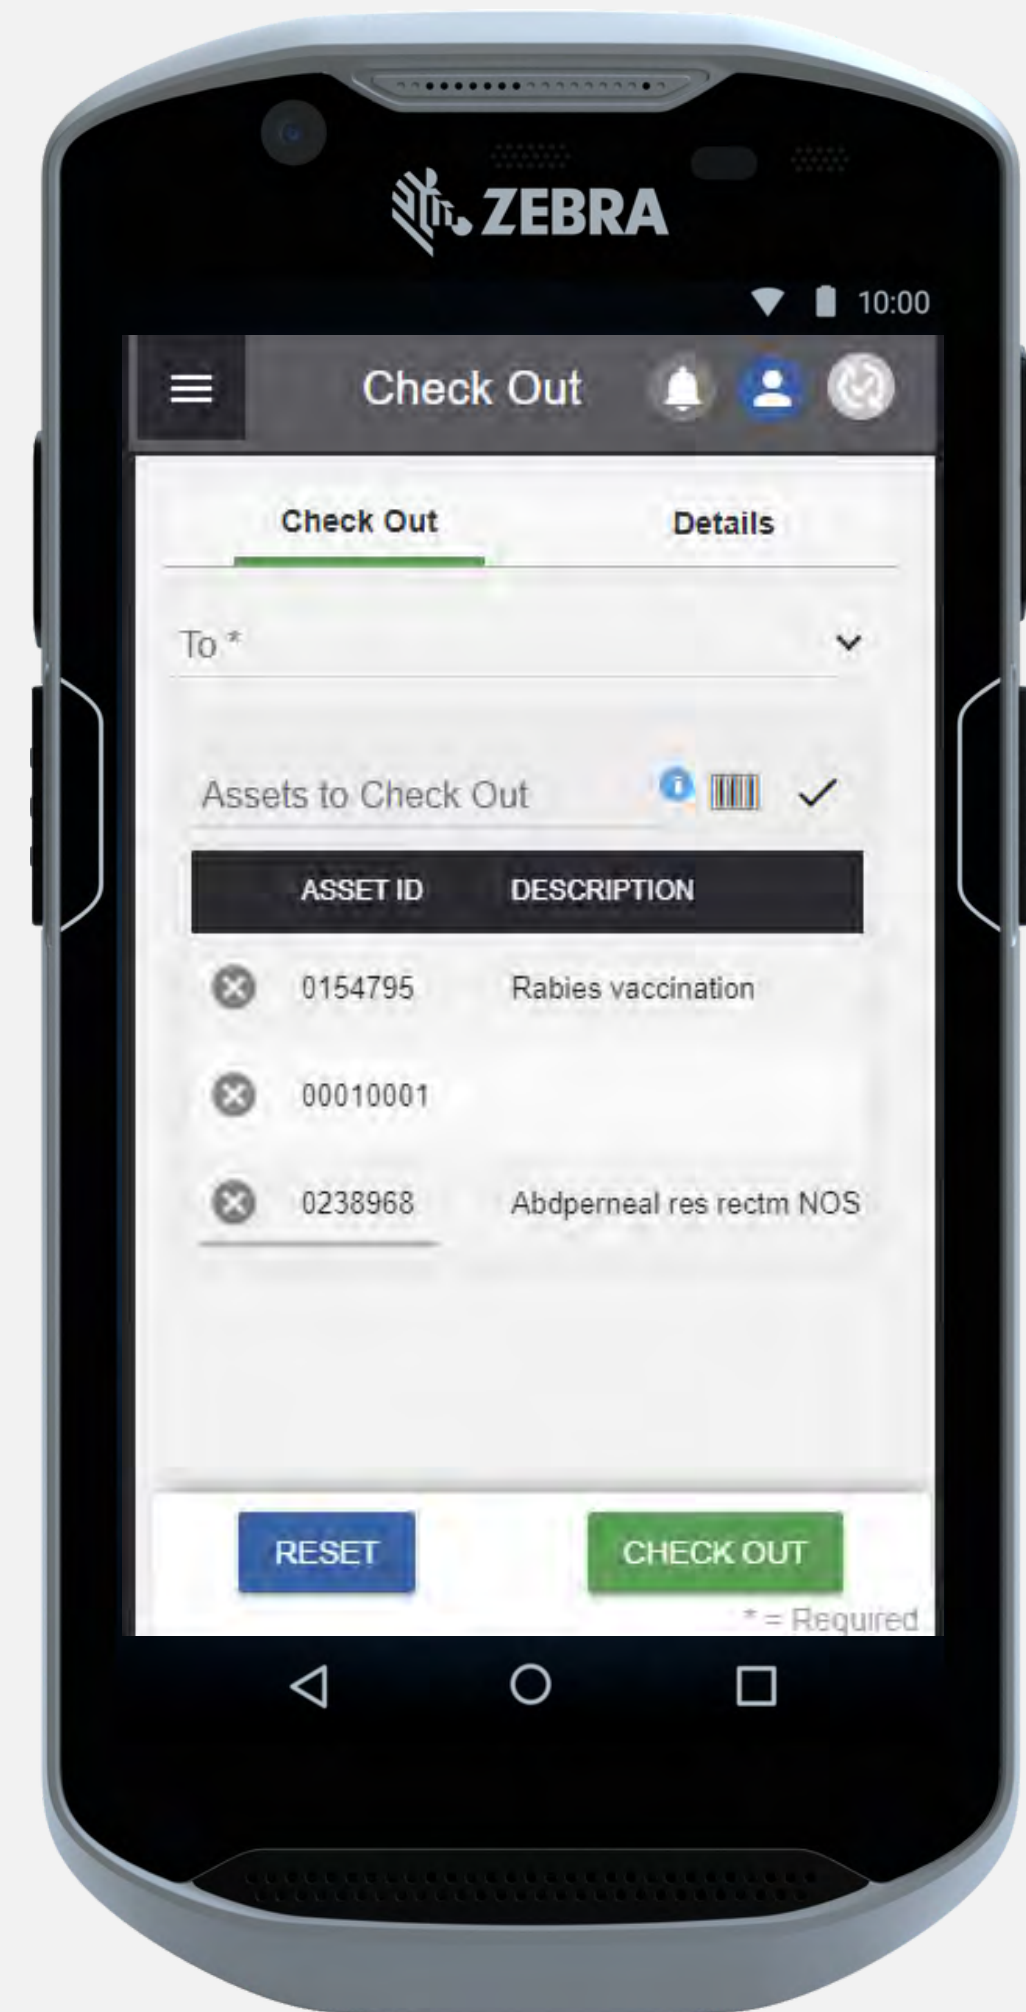 ZEBRA
10:00
Check Out
Check Out Details
To *
Assets to Check Out
ASSET ID DESCRIPTION
0154795 Rabies vaccination
00010001
0238968 Abdperneal res rectm NOS
RESET CHECK OUT
* = Required